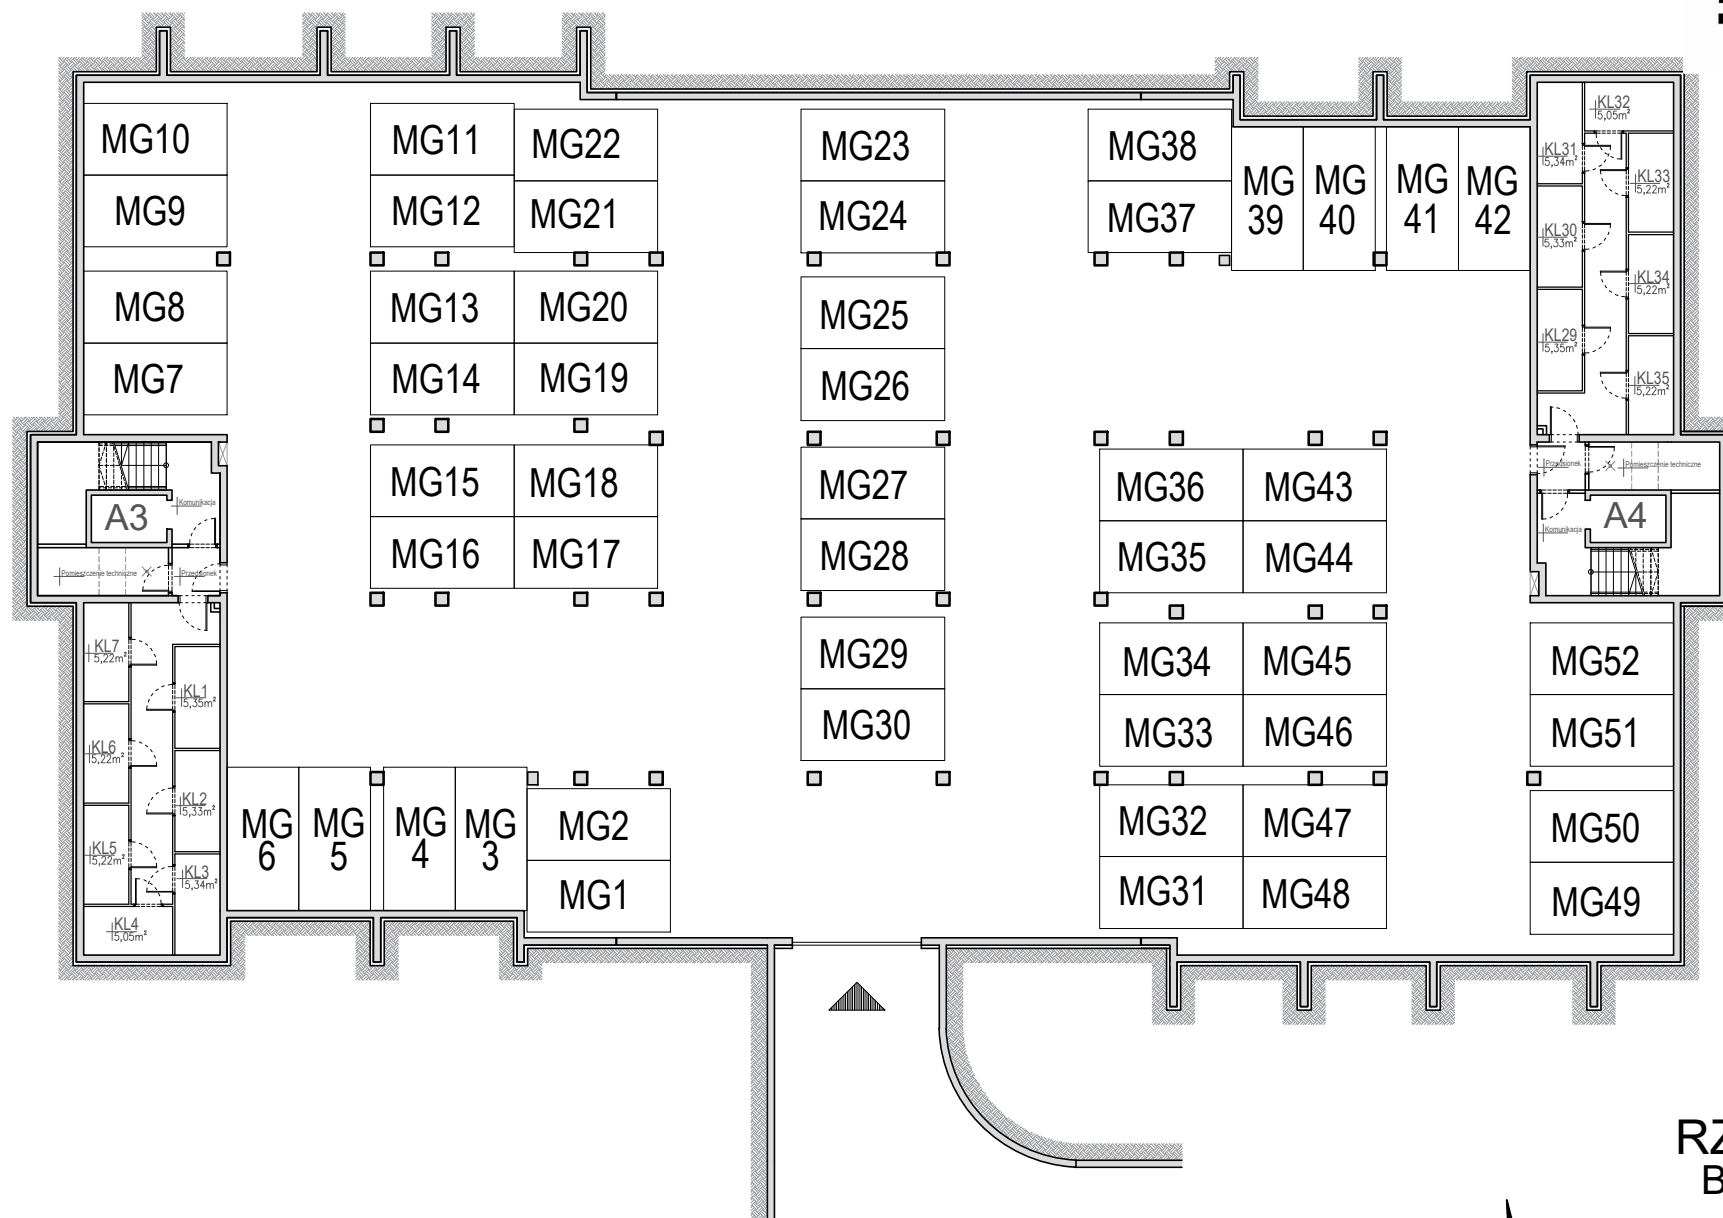 MG10
MG9
MG8
MG7
MG11
MG12
MG22
MG21
MG13
MG14
MG20
MG19
MG15
MG16
MG18
MG17
MG23
MG24
MG25
MG26
MG27
MG28
MG29
MG30
MG38
MG37
MG
39
MG
40
MG
41
MG
42
MG36
MG35
MG43
MG44
MG34
MG33
MG45
MG46
MG32
MG31
MG47
MG48
MG52
MG51
MG50
MG49
MG
6
MG
5
MG
4
MG
3
MG2
MG1
A3
Komunikacja
Pomieszczenie techniczne
Przedsionek
KL7
5,22m²
KL6
5,22m²
KL5
5,22m²
KL4
5,05m²
KL1
5,35m²
KL2
5,33m²
KL3
5,34m²
KL32
5,05m²
KL31
5,34m²
KL33
5,22m²
KL30
5,33m²
KL34
5,22m²
KL29
5,35m²
KL35
5,22m²
Przedsionek
Pomieszczenie techniczne
Komunikacja
A4
RZ
B